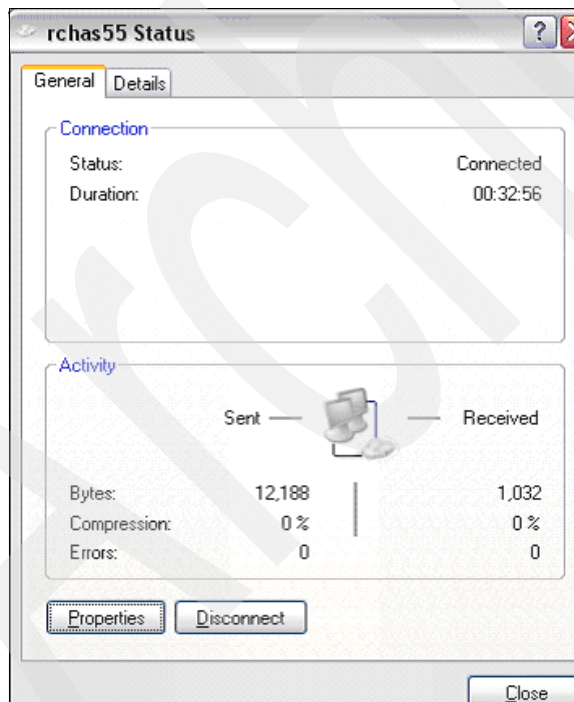 rchas55 Status
?
General Details
Connection
Status: Connected
Duration: 00:32:56
Activity
Sent Received
Bytes: 12,188 1,032
Compression: 0 % 0 %
Errors: 0 0
Properties Disconnect
Close